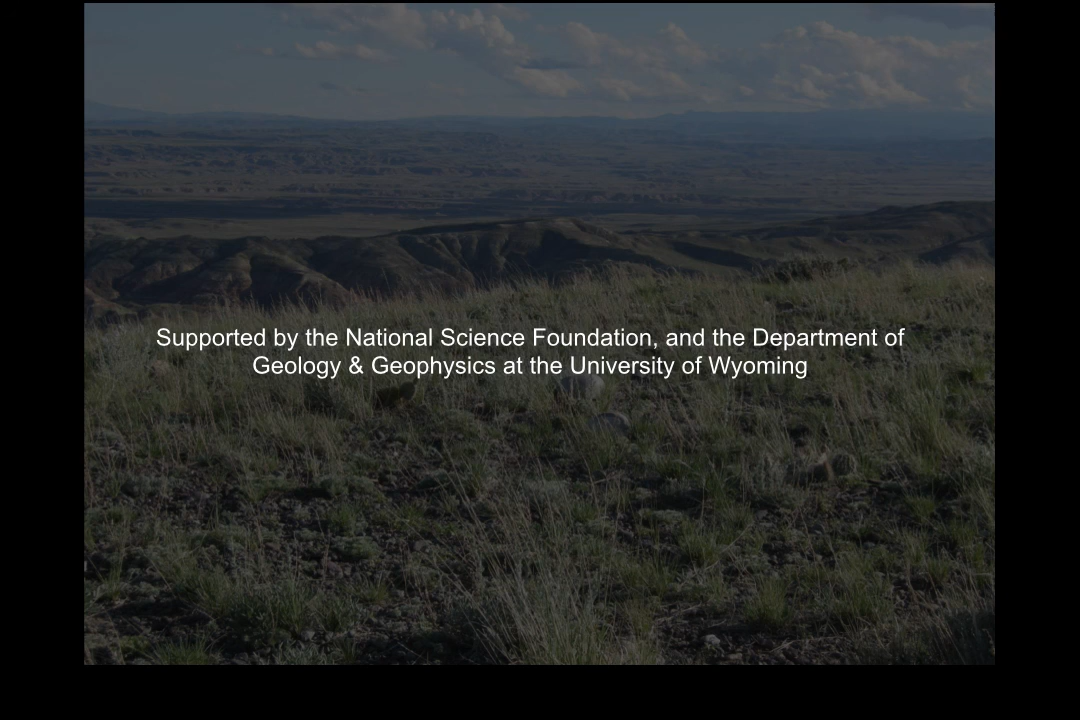 Supported by the National Science Foundation, and the Department of
Geology & Geophysics at the University of Wyoming